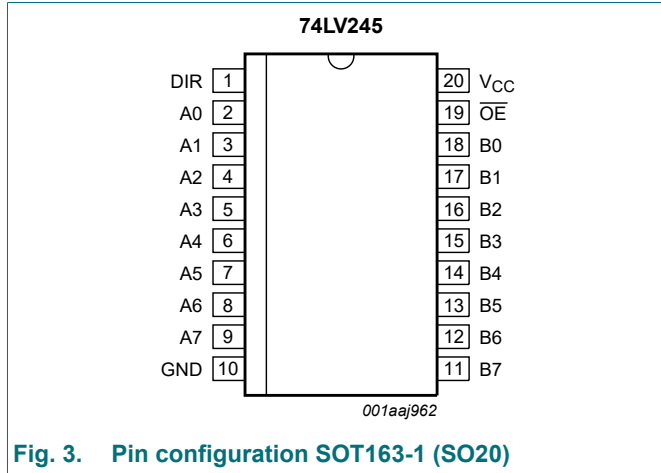 74LV245
DIR 1 20 VCC
A0 2 19 OE
A1 3 18 B0
A2 4 17 B1
A3 5 16 B2
A4 6 15 B3
A5 7 14 B4
A6 8 13 B5
A7 9 12 B6
GND 10 11 B7
001aaj962
Fig. 3. Pin configuration SOT163-1 (SO20)